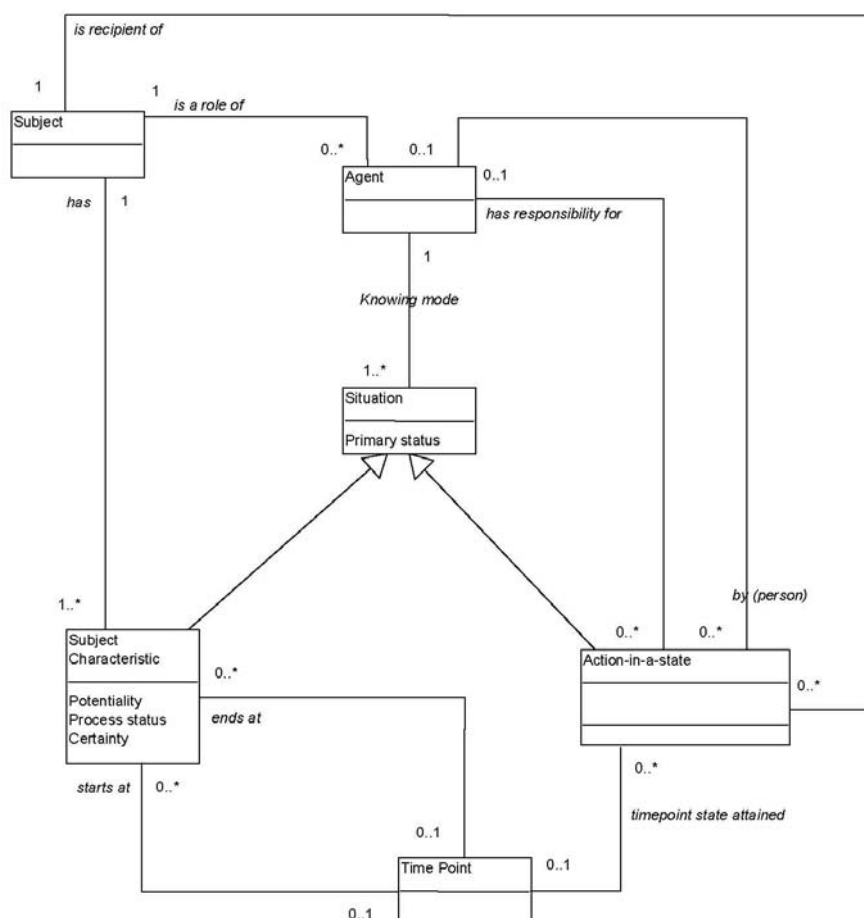 is recipient of
1
1
is a role of
Subject
0..*
0..1
Agent
0..1
has
1
has responsibility for
1
Knowing mode
1..*
Situation
Primary status
by (person)
1..*
0..*
0..*
Subject
Characteristic
Action-in-a-state
0..*
0..*
Potentiality
Process status
Certainty
ends at
starts at
0..*
0..*
timepoint state attained
0..1
Time Point
0..1
0..1